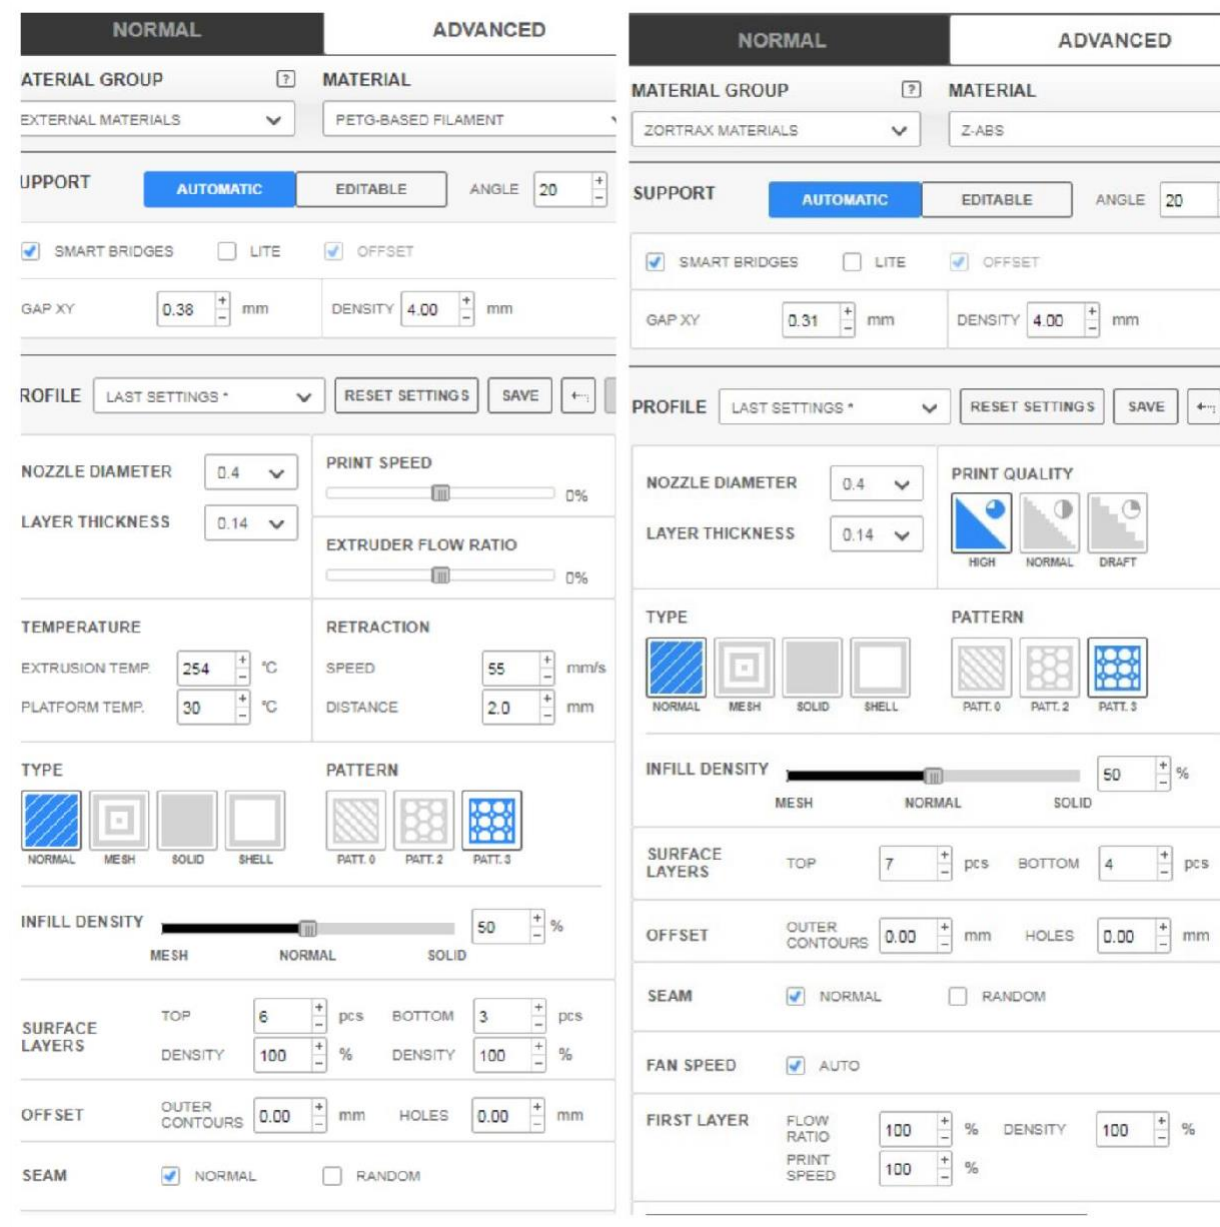 NORMAL ADVANCED
ATERIAL GROUP ? MATERIAL
EXTERNAL MATERIALS PETG-BASED FILAMENT
UPPORT AUTOMATIC EDITABLE ANGLE 20 + -
SMART BRIDGES LITE OFFSET
GAP XY 0.38 + - mm DENSITY 4.00 + - mm
ROFILE LAST SETTINGS * RESET SETTINGS SAVE
NOZZLE DIAMETER 0.4 PRINT SPEED
0%
LAYER THICKNESS 0.14 EXTRUDER FLOW RATIO
0%
TEMPERATURE RETRACTION
EXTRUSION TEMP. 254 + - °C SPEED 55 + - mm/s
PLATFORM TEMP. 30 + - °C DISTANCE 2.0 + - mm
TYPE PATTERN
NORMAL MESH SOLID SHELL PATT. 0 PATT. 2 PATT. 3
INFILL DENSITY 50 + - %
MESH NORMAL SOLID
SURFACE LAYERS TOP 6 + - pcs BOTTOM 3 + - pcs
DENSITY 100 + - % DENSITY 100 + - %
OFFSET OUTER CONTOURS 0.00 + - mm HOLES 0.00 + - mm
SEAM NORMAL RANDOM
NORMAL ADVANCED
MATERIAL GROUP ? MATERIAL
ZORTRAX MATERIALS Z-ABS
SUPPORT AUTOMATIC EDITABLE ANGLE 20
SMART BRIDGES LITE OFFSET
GAP XY 0.31 + - mm DENSITY 4.00 + - mm
PROFILE LAST SETTINGS * RESET SETTINGS SAVE
NOZZLE DIAMETER 0.4 PRINT QUALITY
LAYER THICKNESS 0.14
HIGH NORMAL DRAFT
TYPE PATTERN
NORMAL MESH SOLID SHELL PATT. 0 PATT. 2 PATT. 3
INFILL DENSITY 50 + - %
MESH NORMAL SOLID
SURFACE LAYERS TOP 7 + - pcs BOTTOM 4 + - pcs
OFFSET OUTER CONTOURS 0.00 + - mm HOLES 0.00 + - mm
SEAM NORMAL RANDOM
FAN SPEED AUTO
FIRST LAYER FLOW RATIO 100 + - % DENSITY 100 + - %
PRINT SPEED 100 + - %